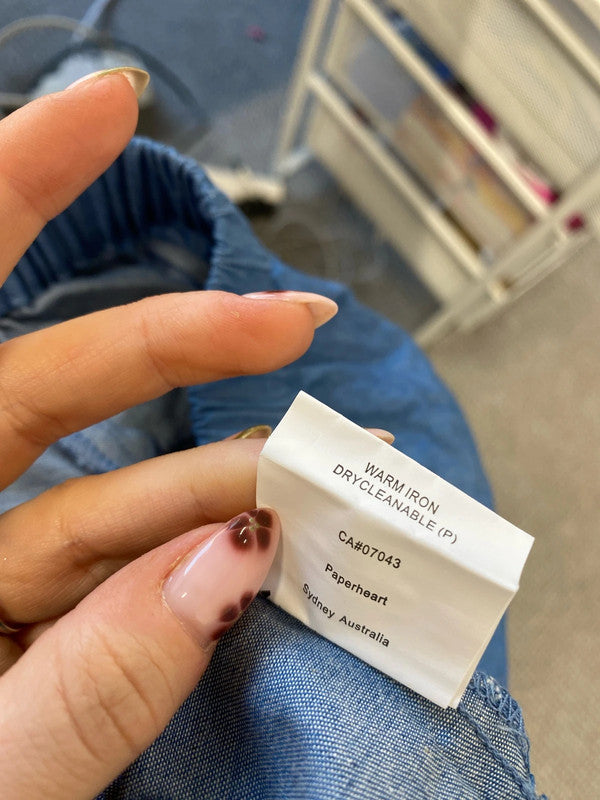 WARM IRON
DRYCLEANABLE (P)
CA#07043
Paperheart
Sydney Australia